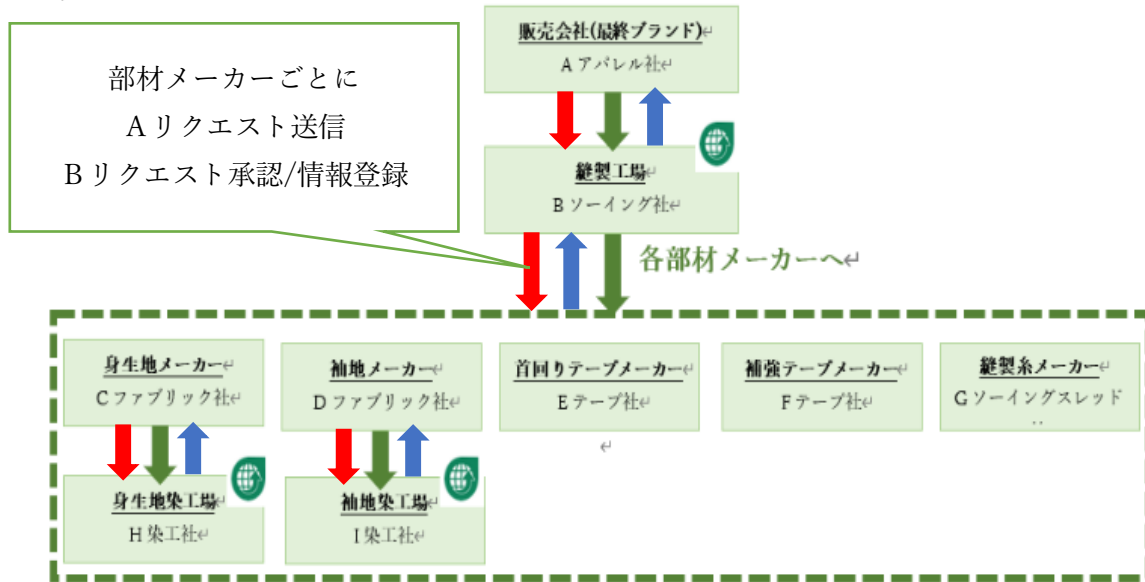 販売会社(最終ブランド)↵
Aアパレル社↵
部材メーカーごとに
Aリクエスト送信
Bリクエスト承認/情報登録
縫製工場↵
Bソーイング社↵
各部材メーカーへ↵
身生地メーカー↵
Cファブリック社↵
袖地メーカー↵
Dファブリック社↵
首回りテープメーカー↵
Eテープ社↵
↵
補強テープメーカー↵
Fテープ社↵
縫製糸メーカー↵
Gソーイングスレッド
‥
身生地染工場↵
H染工社↵
袖地染工場↵
I染工社↵